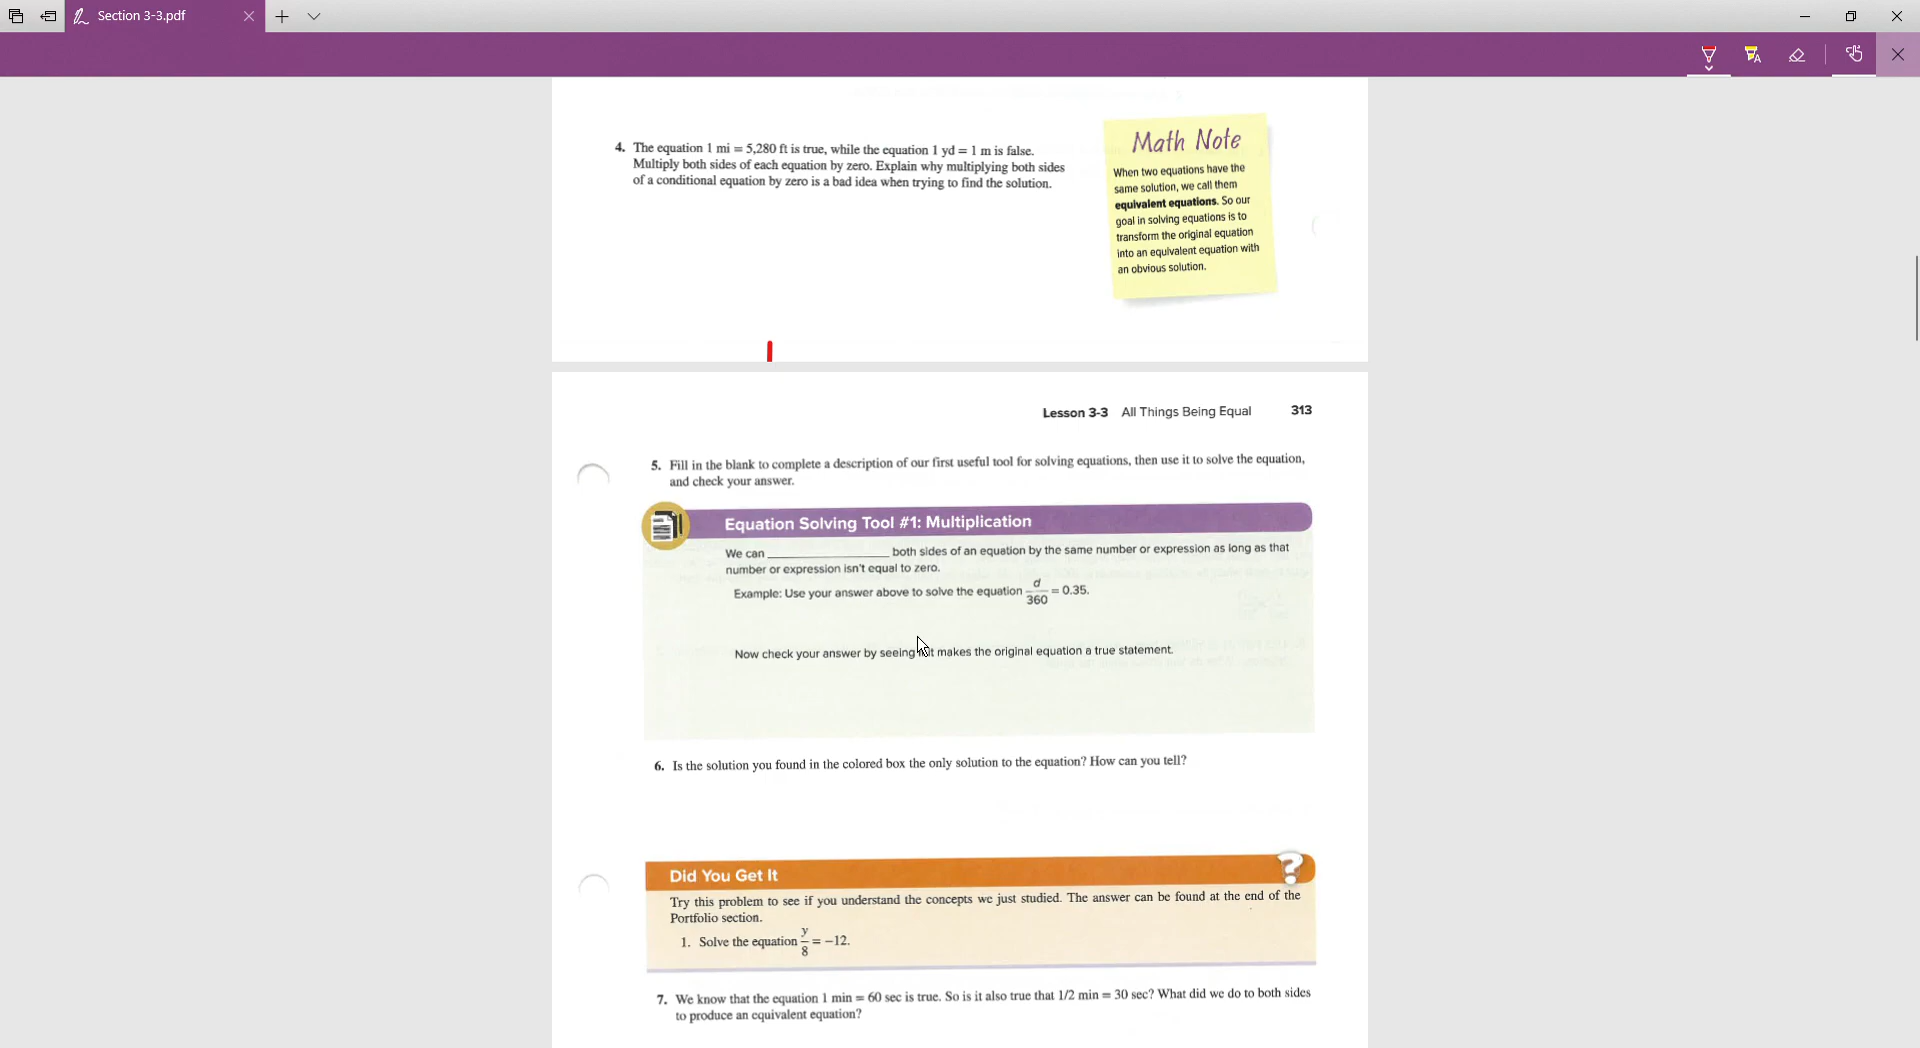 Section 3-3.pdf
4. The equation 1 mi = 5,280 ft is true, while the equation 1 yd = 1 m is false.
Multiply both sides of each equation by zero. Explain why multiplying both sides
of a conditional equation by zero is a bad idea when trying to find the solution.
Math Note
When two equations have the
same solution, we call them
equivalent equations. So our
goal in solving equations is to
transform the original equation
into an equivalent equation with
an obvious solution.
Lesson 3-3 All Things Being Equal 313
5. Fill in the blank to complete a description of our first useful tool for solving equations, then use it to solve the equation,
and check your answer.
Equation Solving Tool #1: Multiplication
We can ____________________ both sides of an equation by the same number or expression as long as that
number or expression isn't equal to zero.
Example: Use your answer above to solve the equation d/360 = 0.35.
Now check your answer by seeing it makes the original equation a true statement.
6. Is the solution you found in the colored box the only solution to the equation? How can you tell?
Did You Get It
?
Try this problem to see if you understand the concepts we just studied. The answer can be found at the end of the
Portfolio section.
1. Solve the equation y/8 = −12.
7. We know that the equation 1 min = 60 sec is true. So is it also true that 1/2 min = 30 sec? What did we do to both sides
to produce an equivalent equation?